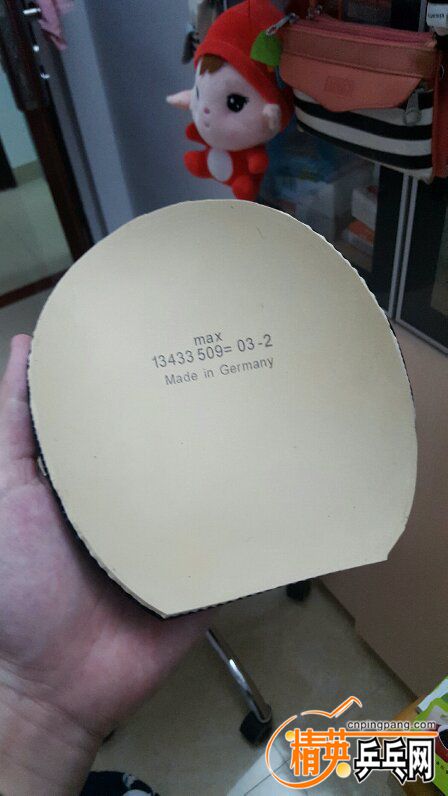 max
13433 509= 03-2
Made in Germany
cnpingpang.com
精英乒乓网